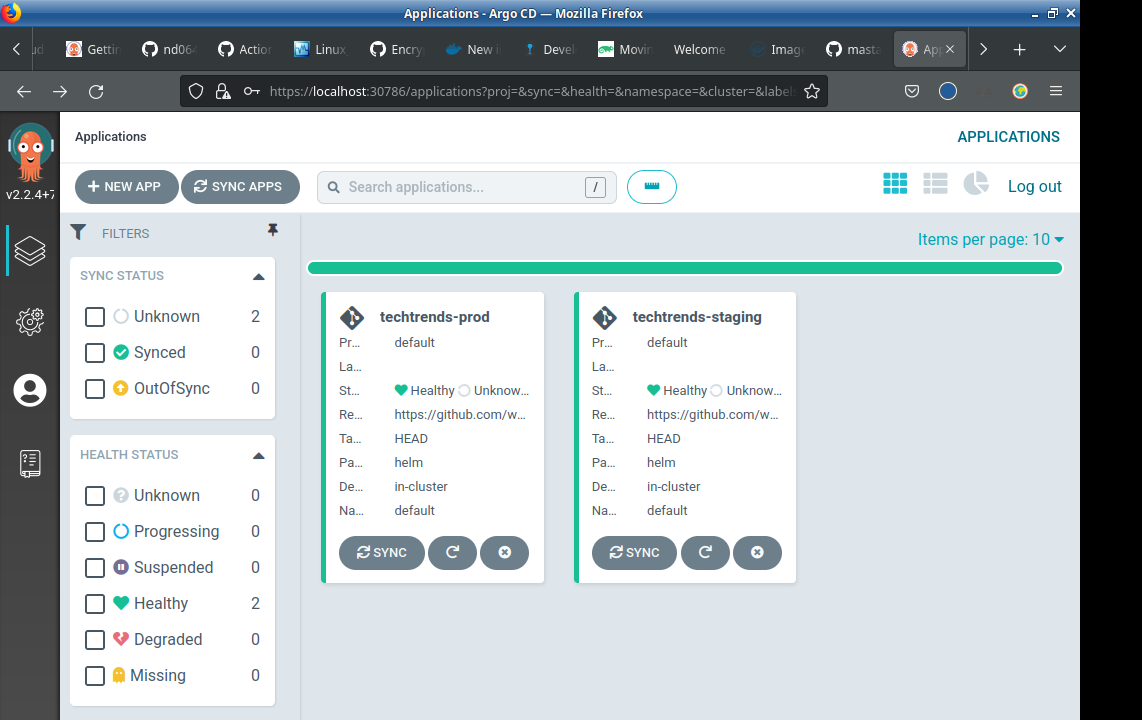 Applications - Argo CD — Mozilla Firefox
Gettin
nd064
Action
Linux
Encry
New i
Devel
Movin
Welcome
Image
masta
App
https://localhost:30786/applications?proj=&sync=&health=&namespace=&cluster=&labels
v2.2.4+7
Applications
APPLICATIONS
NEW APP
SYNC APPS
Search applications...
/
Log out
FILTERS
Items per page: 10
SYNC STATUS
Unknown 2
Synced 0
OutOfSync 0
HEALTH STATUS
Unknown 0
Progressing 0
Suspended 0
Healthy 2
Degraded 0
Missing 0
techtrends-prod
Pr... default
La...
St... Healthy Unknow...
Re... https://github.com/w...
Ta... HEAD
Pa... helm
De... in-cluster
Na... default
SYNC
techtrends-staging
Pr... default
La...
St... Healthy Unknow...
Re... https://github.com/w...
Ta... HEAD
Pa... helm
De... in-cluster
Na... default
SYNC